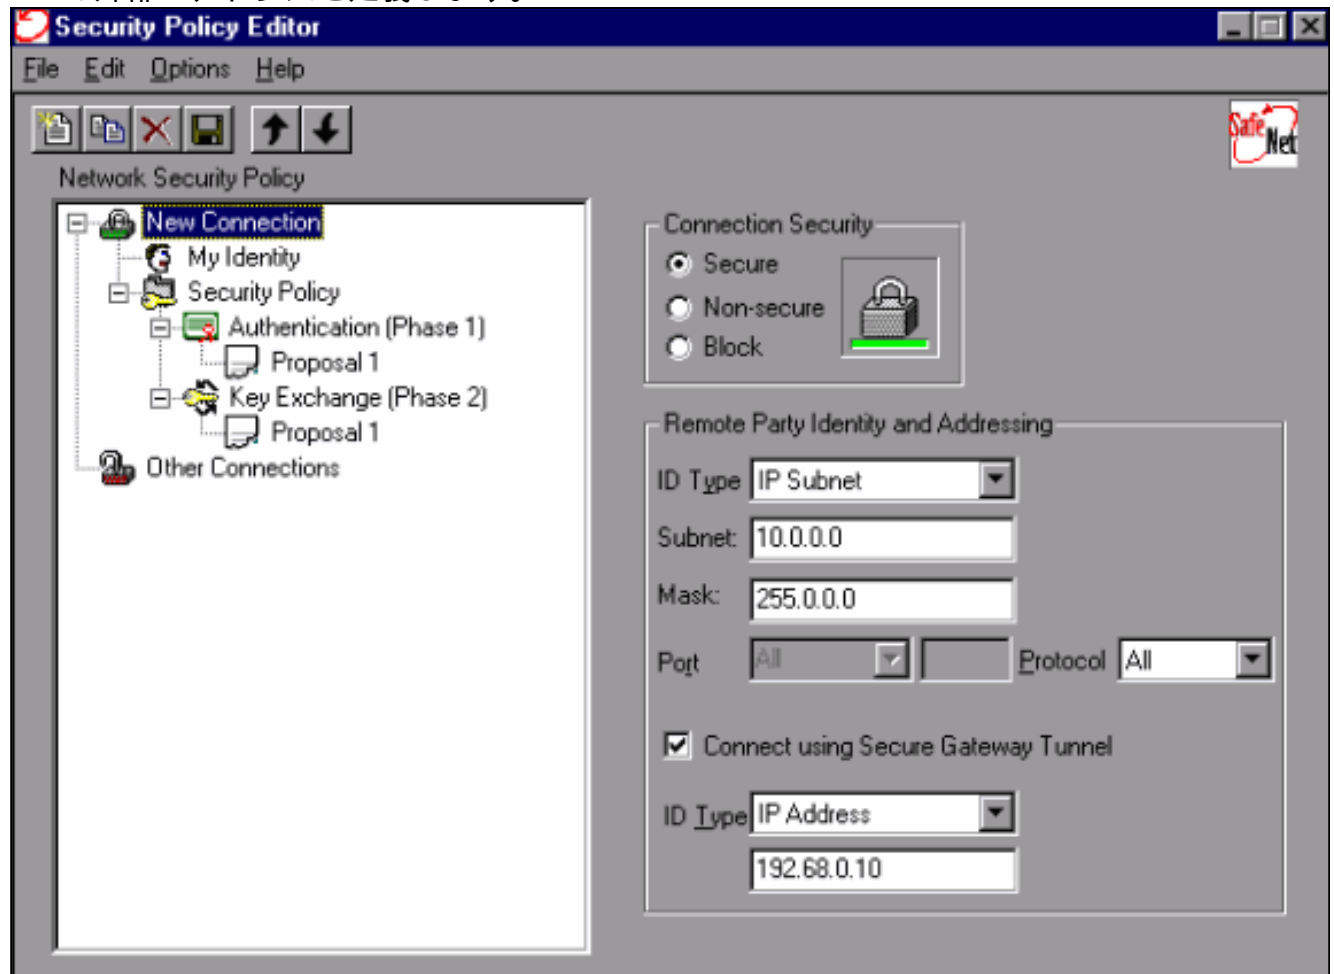 Security Policy Editor
File Edit Options Help
Safe Net
Network Security Policy
New Connection
My Identity
Security Policy
Authentication (Phase 1)
Proposal 1
Key Exchange (Phase 2)
Proposal 1
Other Connections
Connection Security
Secure
Non-secure
Block
Remote Party Identity and Addressing
ID Type IP Subnet
Subnet: 10.0.0.0
Mask: 255.0.0.0
Port All Protocol All
Connect using Secure Gateway Tunnel
ID Type IP Address
192.68.0.10